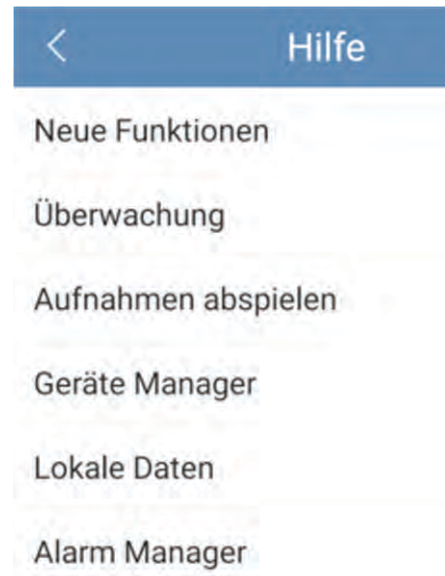 Hilfe
Neue Funktionen
Überwachung
Aufnahmen abspielen
Geräte Manager
Lokale Daten
Alarm Manager